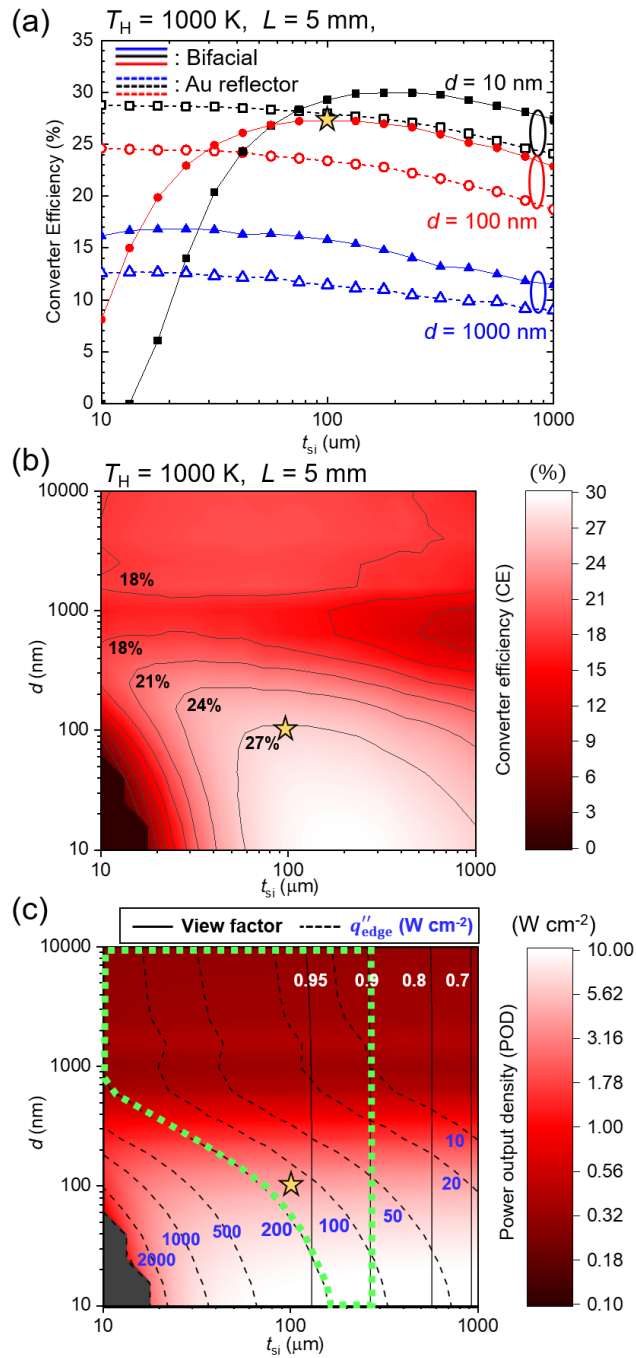 (a) T_H = 1000 K, L = 5 mm,
35
30
25
20
15
10
5
0
Converter Efficiency (%)
: Bifacial
: Au reflector
d = 10 nm
d = 100 nm
d = 1000 nm
10 100 1000
t_si (um)
(b) T_H = 1000 K, L = 5 mm
(%)
10000
1000
100
10
d (nm)
18%
18%
21%
24%
27%
10 100 1000
t_si (μm)
30
27
24
21
18
15
12
9
6
3
0
Converter efficiency (CE)
(c)
View factor q″_edge (W cm⁻²)
(W cm⁻²)
10000
1000
100
10
d (nm)
0.95 0.9 0.8 0.7
10
20
50
100
200
500
1000
2000
10 100 1000
t_si (μm)
10.00
5.62
3.16
1.78
1.00
0.56
0.32
0.18
0.10
Power output density (POD)